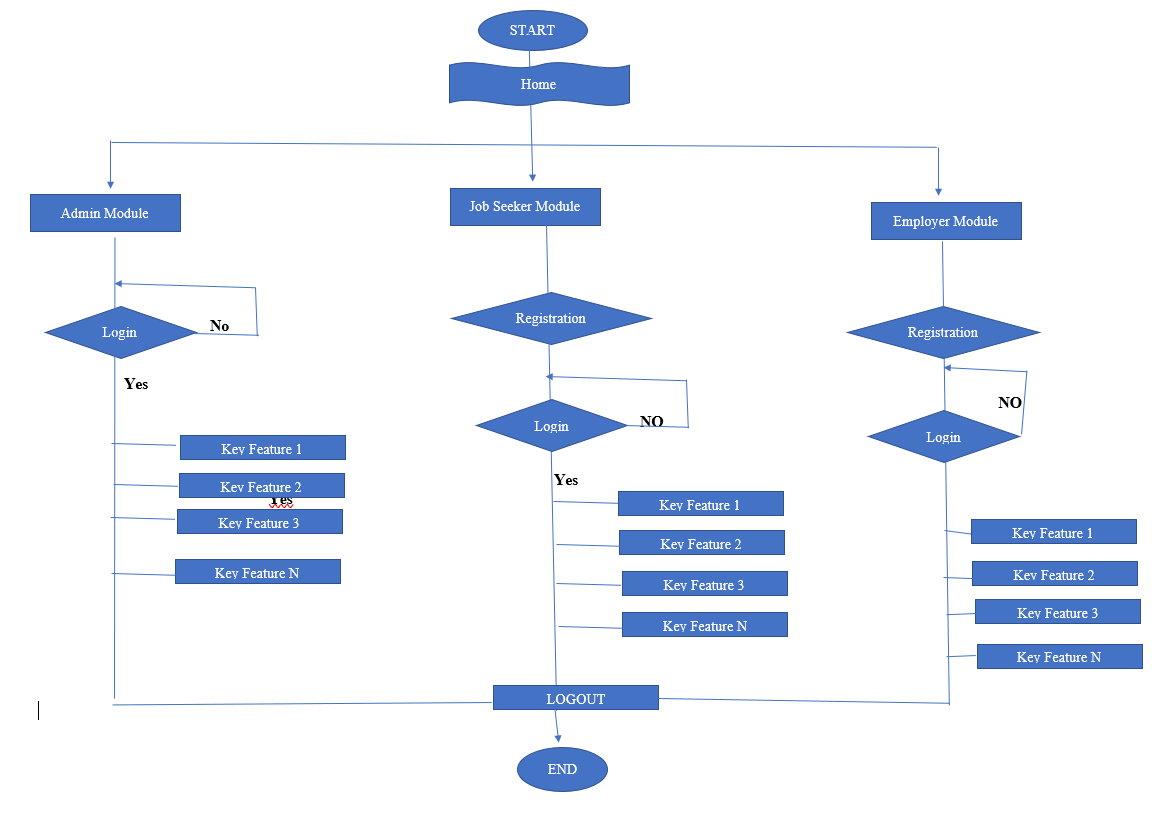 START
Home
Admin Module
Job Seeker Module
Employer Module
Login
No
Yes
Key Feature 1
Key Feature 2
Yes
Key Feature 3
Key Feature N
Registration
Login
NO
Yes
Key Feature 1
Key Feature 2
Key Feature 3
Key Feature N
Registration
NO
Login
Key Feature 1
Key Feature 2
Key Feature 3
Key Feature N
LOGOUT
END